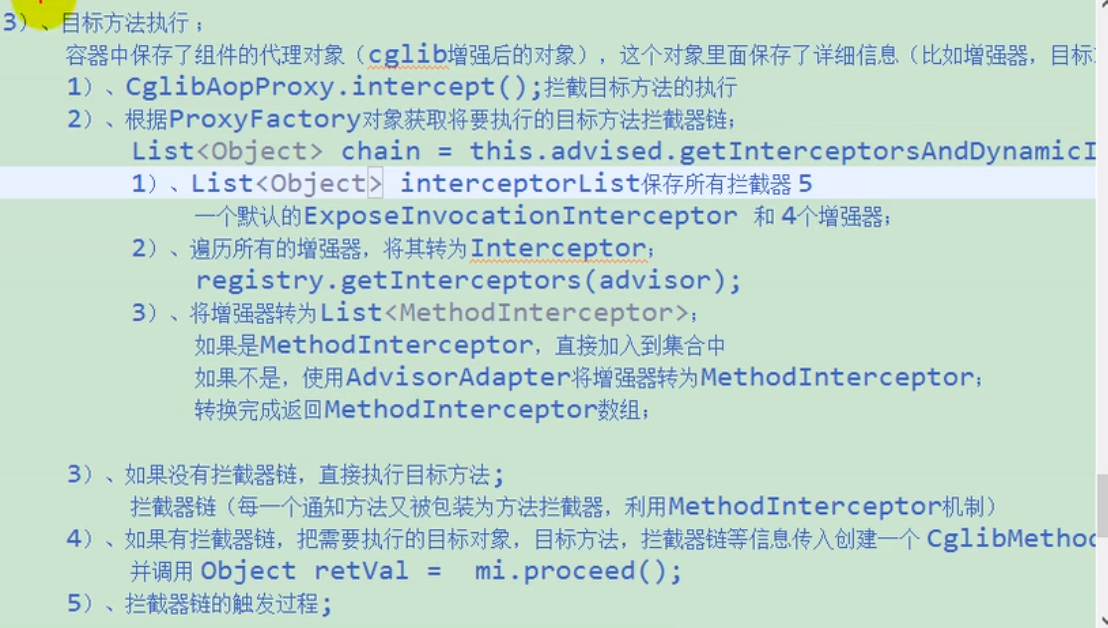 3）、目标方法执行；
容器中保存了组件的代理对象（cglib增强后的对象），这个对象里面保存了详细信息（比如增强器，目标
1）、CglibAopProxy.intercept();拦截目标方法的执行
2）、根据ProxyFactory对象获取将要执行的目标方法拦截器链；
List<Object> chain = this.advised.getInterceptorsAndDynamicI
1）、List<Object> interceptorList保存所有拦截器 5
一个默认的ExposeInvocationInterceptor 和 4个增强器；
2）、遍历所有的增强器，将其转为Interceptor；
registry.getInterceptors(advisor);
3）、将增强器转为List<MethodInterceptor>；
如果是MethodInterceptor，直接加入到集合中
如果不是，使用AdvisorAdapter将增强器转为MethodInterceptor；
转换完成返回MethodInterceptor数组；
3）、如果没有拦截器链，直接执行目标方法;
拦截器链（每一个通知方法又被包装为方法拦截器，利用MethodInterceptor机制）
4）、如果有拦截器链，把需要执行的目标对象，目标方法，拦截器链等信息传入创建一个 CglibMethod
并调用 Object retVal =  mi.proceed();
5）、拦截器链的触发过程;